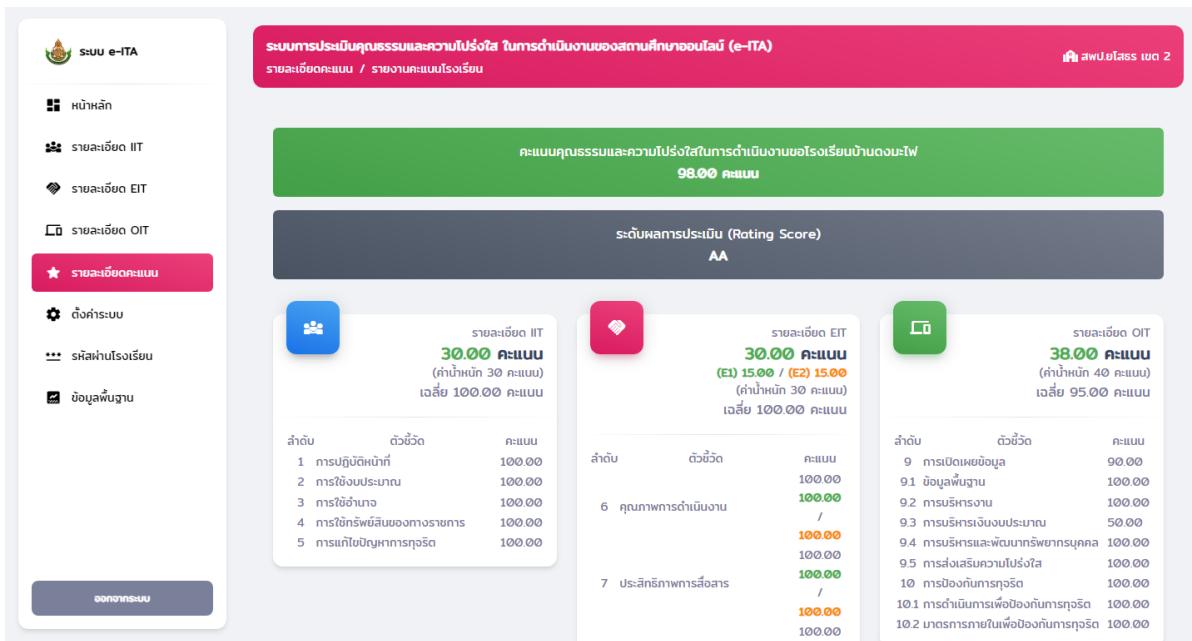 ระบบ e-ITA
หน้าหลัก
รายละเอียด IIT
รายละเอียด EIT
รายละเอียด OIT
รายละเอียดคะแนน
ตั้งค่าระบบ
รหัสผ่านโรงเรียน
ข้อมูลพื้นฐาน
ออกจากระบบ
ระบบการประเมินคุณธรรมและความโปร่งใส ในการดำเนินงานของสถานศึกษาออนไลน์ (e-ITA)
รายละเอียดคะแนน / รายงานคะแนนโรงเรียน
สพป.ยโสธร เขต 2
คะแนนคุณธรรมและความโปร่งใสในการดำเนินงานขอโรงเรียนบ้านดงมะไฟ
98.00 คะแนน
ระดับผลการประเมิน (Rating Score)
AA
รายละเอียด IIT
30.00 คะแนน
(ค่าน้ำหนัก 30 คะแนน)
เฉลี่ย 100.00 คะแนน
ลำดับ ตัวชี้วัด คะแนน
1 การปฏิบัติหน้าที่ 100.00
2 การใช้งบประมาณ 100.00
3 การใช้อำนาจ 100.00
4 การใช้ทรัพย์สินของทางราชการ 100.00
5 การแก้ไขปัญหาการทุจริต 100.00
รายละเอียด EIT
30.00 คะแนน
(E1) 15.00 / (E2) 15.00
(ค่าน้ำหนัก 30 คะแนน)
เฉลี่ย 100.00 คะแนน
ลำดับ ตัวชี้วัด คะแนน
100.00
100.00
6 คุณภาพการดำเนินงาน
/
100.00
100.00
100.00
7 ประสิทธิภาพการสื่อสาร
/
100.00
100.00
รายละเอียด OIT
38.00 คะแนน
(ค่าน้ำหนัก 40 คะแนน)
เฉลี่ย 95.00 คะแนน
ลำดับ ตัวชี้วัด คะแนน
9 การเปิดเผยข้อมูล 90.00
9.1 ข้อมูลพื้นฐาน 100.00
9.2 การบริหารงาน 100.00
9.3 การบริหารเงินงบประมาณ 50.00
9.4 การบริหารและพัฒนาทรัพยากรบุคคล 100.00
9.5 การส่งเสริมความโปร่งใส 100.00
10 การป้องกันการทุจริต 100.00
10.1 การดำเนินการเพื่อป้องกันการทุจริต 100.00
10.2 มาตรการภายในเพื่อป้องกันการทุจริต 100.00